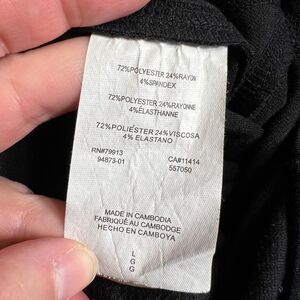 72%POLYESTER 24%RAYON
4%SPANDEX
72%POLYESTER 24%RAYONNE
4%ÉLASTHANNE
72%POLIÉSTER 24%VISCOSA
4% ELASTANO
RN#79913 CA#11414
94873-01 557050
MADE IN CAMBODIA
FABRIQUÉ AU CAMBODGE
HECHO EN CAMBOYA
L
G
G